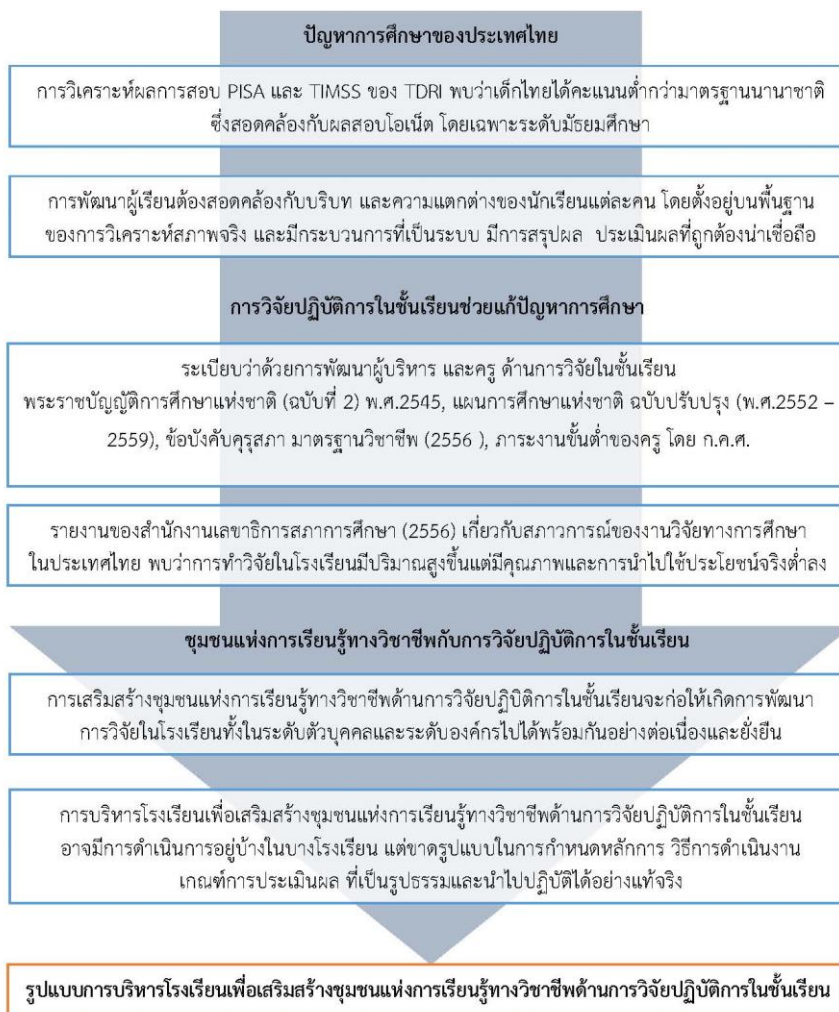 ปัญหาการศึกษาของประเทศไทย
การวิเคราะห์ผลการสอบ PISA และ TIMSS ของ TDRI พบว่าเด็กไทยได้คะแนนต่ำกว่ามาตรฐานนานาชาติ
ซึ่งสอดคล้องกับผลสอบโอเน็ต โดยเฉพาะระดับมัธยมศึกษา
การพัฒนาผู้เรียนต้องสอดคล้องกับบริบท และความแตกต่างของนักเรียนแต่ละคน โดยตั้งอยู่บนพื้นฐาน
ของการวิเคราะห์สภาพจริง และมีกระบวนการที่เป็นระบบ มีการสรุปผล ประเมินผลที่ถูกต้องน่าเชื่อถือ
การวิจัยปฏิบัติการในชั้นเรียนช่วยแก้ปัญหาการศึกษา
ระเบียบว่าด้วยการพัฒนาผู้บริหาร และครู ด้านการวิจัยในชั้นเรียน
พระราชบัญญัติการศึกษาแห่งชาติ (ฉบับที่ 2) พ.ศ.2545, แผนการศึกษาแห่งชาติ ฉบับปรับปรุง (พ.ศ.2552 –
2559), ข้อบังคับคุรุสภา มาตรฐานวิชาชีพ (2556 ), ภาระงานขั้นต่ำของครู โดย ก.ค.ศ.
รายงานของสำนักงานเลขาธิการสภาการศึกษา (2556) เกี่ยวกับสภาวการณ์ของงานวิจัยทางการศึกษา
ในประเทศไทย พบว่าการทำวิจัยในโรงเรียนมีปริมาณสูงขึ้นแต่มีคุณภาพและการนำไปใช้ประโยชน์จริงต่ำลง
ชุมชนแห่งการเรียนรู้ทางวิชาชีพกับการวิจัยปฏิบัติการในชั้นเรียน
การเสริมสร้างชุมชนแห่งการเรียนรู้ทางวิชาชีพด้านการวิจัยปฏิบิติการในชั้นเรียนจะก่อให้เกิดการพัฒนา
การวิจัยในโรงเรียนทั้งในระดับตัวบุคคลและระดับองค์กรไปได้พร้อมกันอย่างต่อเนื่องและยั่งยืน
การบริหารโรงเรียนเพื่อเสริมสร้างชุมชนแห่งการเรียนรู้ทางวิชาชีพด้านการวิจัยปฏิบัติการในชั้นเรียน
อาจมีการดำเนินการอยู่บ้างในบางโรงเรียน แต่ขาดรูปแบบในการกำหนดหลักการ วิธีการดำเนินงาน
เกณฑ์การประเมินผล ที่เป็นรูปธรรมและนำไปปฏิบัติได้อย่างแท้จริง
รูปแบบการบริหารโรงเรียนเพื่อเสริมสร้างชุมชนแห่งการเรียนรู้ทางวิชาชีพด้านการวิจัยปฏิบัติการในชั้นเรียน